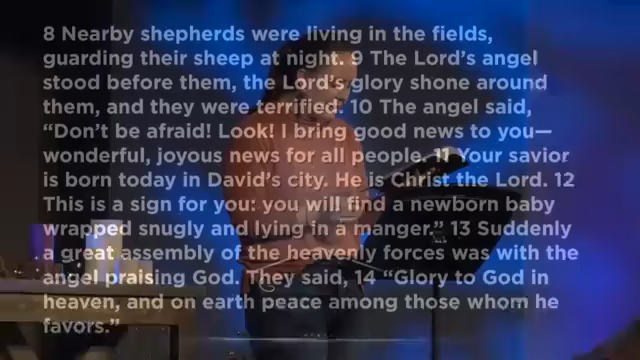 8 Nearby shepherds were living in the fields,
guarding their sheep at night. 9 The Lord’s angel
stood before them, the Lord’s glory shone around
them, and they were terrified. 10 The angel said,
“Don’t be afraid! Look! I bring good news to you—
wonderful, joyous news for all people. 11 Your savior
is born today in David’s city. He is Christ the Lord. 12
This is a sign for you: you will find a newborn baby
wrapped snugly and lying in a manger.” 13 Suddenly
a great assembly of the heavenly forces was with the
angel praising God. They said, 14 “Glory to God in
heaven, and on earth peace among those whom he
favors.”